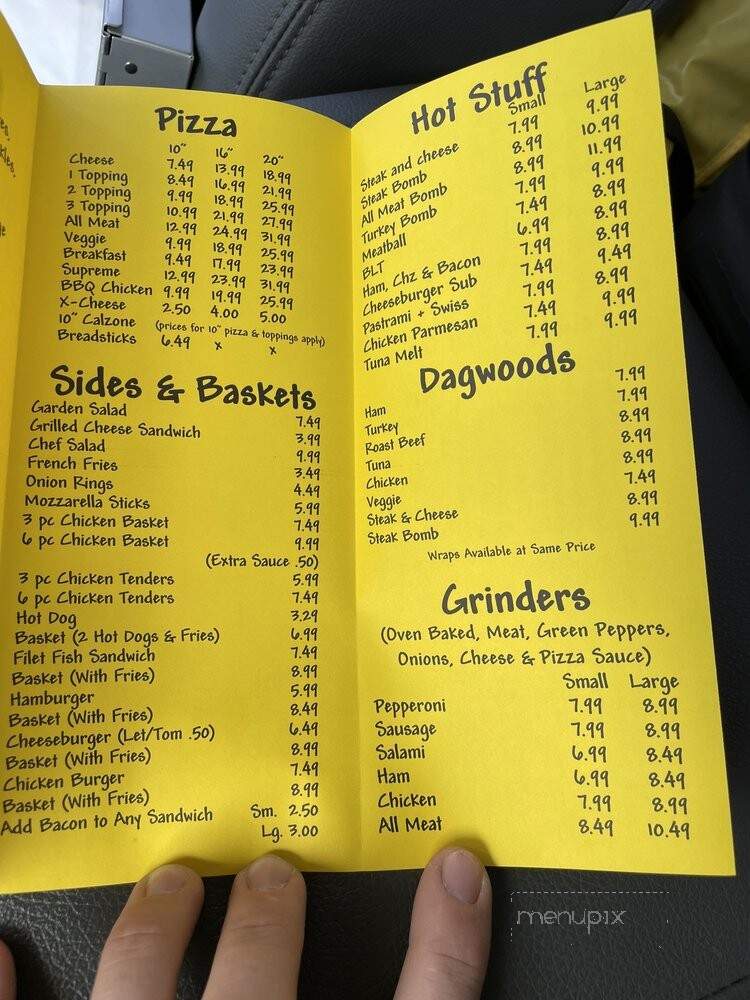 Pizza
10" 16" 20"
Cheese 7.49 13.99 18.99
1 Topping 8.49 16.99 21.99
2 Topping 9.99 18.99 25.99
3 Topping 10.99 21.99 27.99
All Meat 12.99 24.99 31.99
Veggie 9.99 18.99 25.99
Breakfast 9.49 17.99 23.99
Supreme 12.99 23.99 31.99
BBQ Chicken 9.99 19.99 25.99
X-Cheese 2.50 4.00 5.00
10" Calzone (prices for 10" pizza & toppings apply)
Breadsticks 6.49 x x
Sides & Baskets
Garden Salad 7.49
Grilled Cheese Sandwich 3.99
Chef Salad 9.99
French Fries 3.49
Onion Rings 4.49
Mozzarella Sticks 5.99
3 pc Chicken Basket 7.49
6 pc Chicken Basket 9.99
(Extra Sauce .50)
3 pc Chicken Tenders 5.99
6 pc Chicken Tenders 7.49
Hot Dog 3.29
Basket (2 Hot Dogs & Fries) 6.99
Filet Fish Sandwich 7.49
Basket (With Fries) 8.99
Hamburger 5.99
Basket (With Fries) 8.49
Cheeseburger (Let/Tom .50) 6.49
Basket (With Fries) 8.99
Chicken Burger 7.49
Basket (With Fries) 8.99
Add Bacon to Any Sandwich Sm. 2.50
Lg. 3.00
Hot Stuff
Small Large
Steak and cheese 7.99 9.99
Steak Bomb 8.99 10.99
All Meat Bomb 8.99 11.99
Turkey Bomb 7.99 9.99
Meatball 7.49 8.99
BLT 6.99 8.99
Ham, Chz & Bacon 7.99 8.99
Cheeseburger Sub 7.49 9.49
Pastrami + Swiss 7.99 8.99
Chicken Parmesan 7.49 9.99
Tuna Melt 7.99 9.99
Dagwoods
Ham 7.99
Turkey 7.99
Roast Beef 8.99
Tuna 8.99
Chicken 8.99
Veggie 7.49
Steak & Cheese 8.99
Steak Bomb 9.99
Wraps Available at Same Price
Grinders
(Oven Baked, Meat, Green Peppers,
Onions, Cheese & Pizza Sauce)
Small Large
Pepperoni 7.99 8.99
Sausage 7.99 8.99
Salami 6.99 8.49
Ham 6.99 8.49
Chicken 7.99 8.99
All Meat 8.49 10.49
menupix